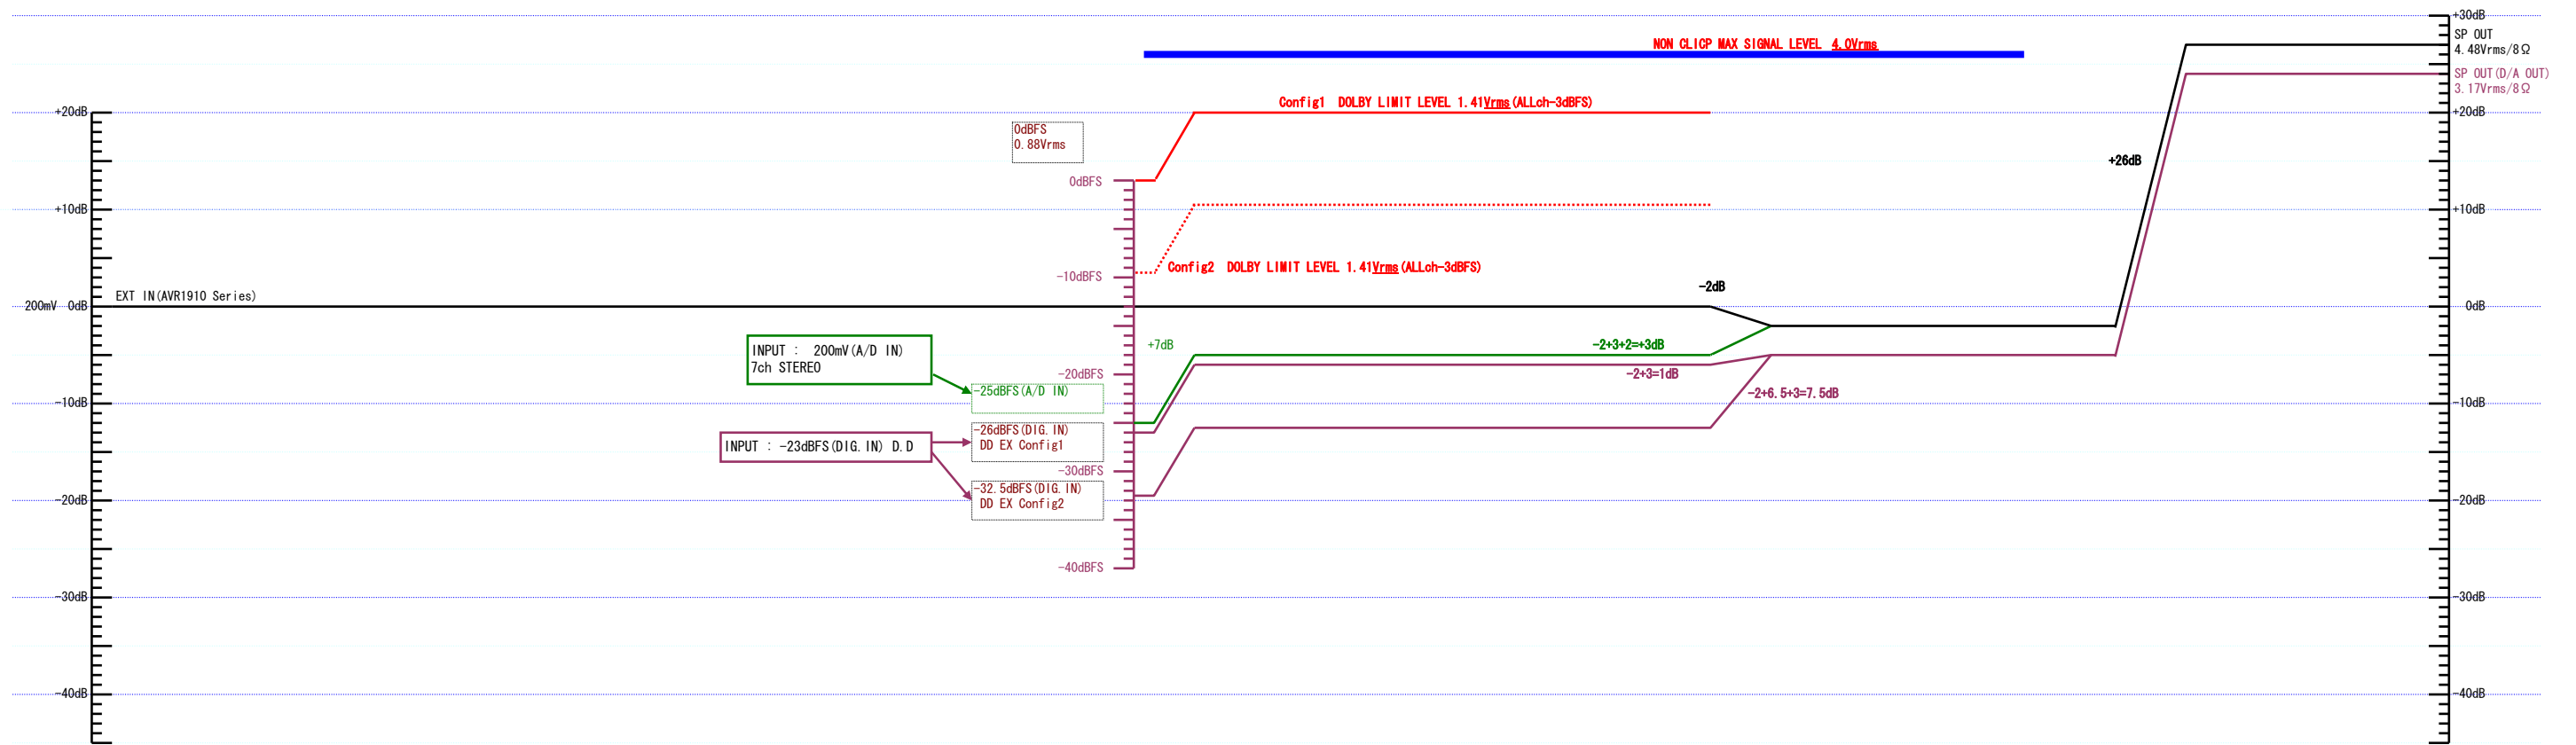 +30dB
SP OUT
4.48Vrms/8Ω
NON CLICP MAX SIGNAL LEVEL 4.0Vrms
SP OUT(D/A OUT)
3.17Vrms/8Ω
Config1 DOLBY LIMIT LEVEL 1.41Vrms(ALLch-3dBFS)
+20dB
+20dB
0dBFS
0.88Vrms
+26dB
0dBFS
+10dB
+10dB
Config2 DOLBY LIMIT LEVEL 1.41Vrms(ALLch-3dBFS)
-10dBFS
-2dB
EXT IN(AVR1910 Series)
200mV 0dB
0dB
INPUT : 200mV(A/D IN)
7ch STEREO
+7dB
-2+3+2=+3dB
-20dBFS
-2+3=1dB
-25dBFS(A/D IN)
-2+6.5+3=7.5dB
-10dB
-10dB
-26dBFS(DIG.IN)
DD EX Config1
INPUT : -23dBFS(DIG.IN) D.D
-30dBFS
-32.5dBFS(DIG.IN)
DD EX Config2
-20dB
-20dB
-40dBFS
-30dB
-30dB
-40dB
-40dB